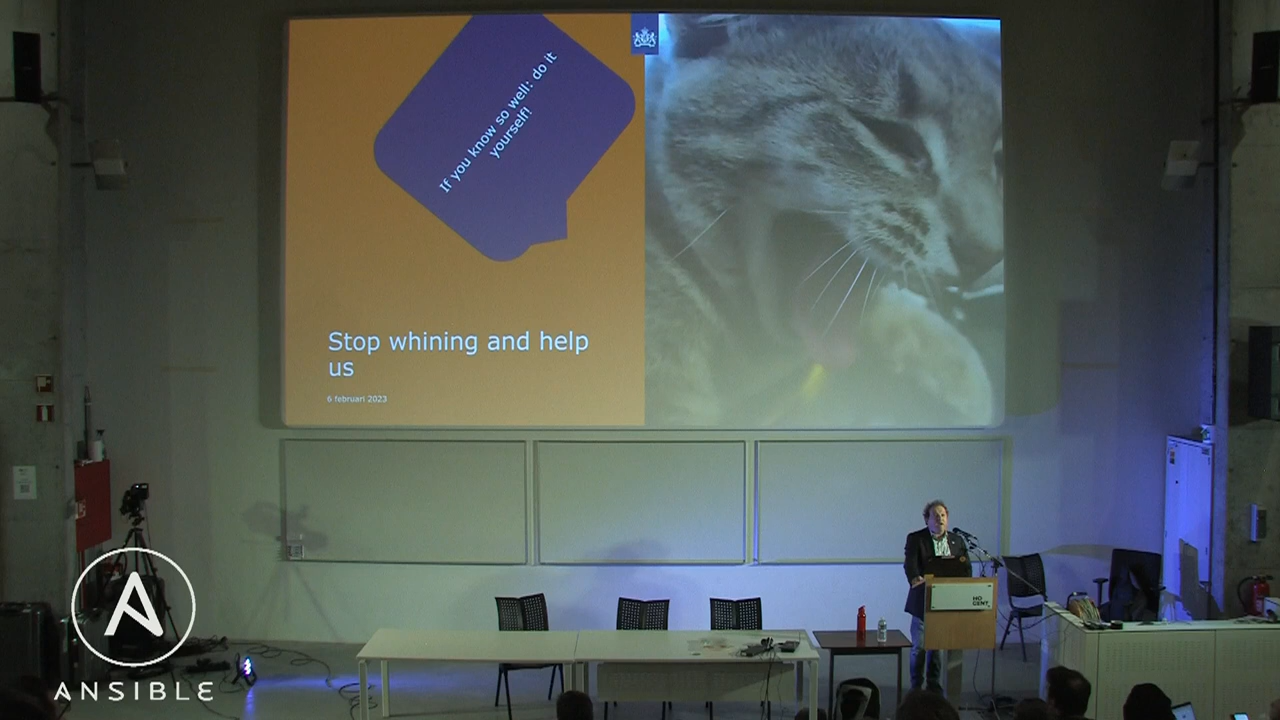 If you know so well: do it
yourself!
Stop whining and help
us
6 februari 2023
HO
GENT
ANSIBLE